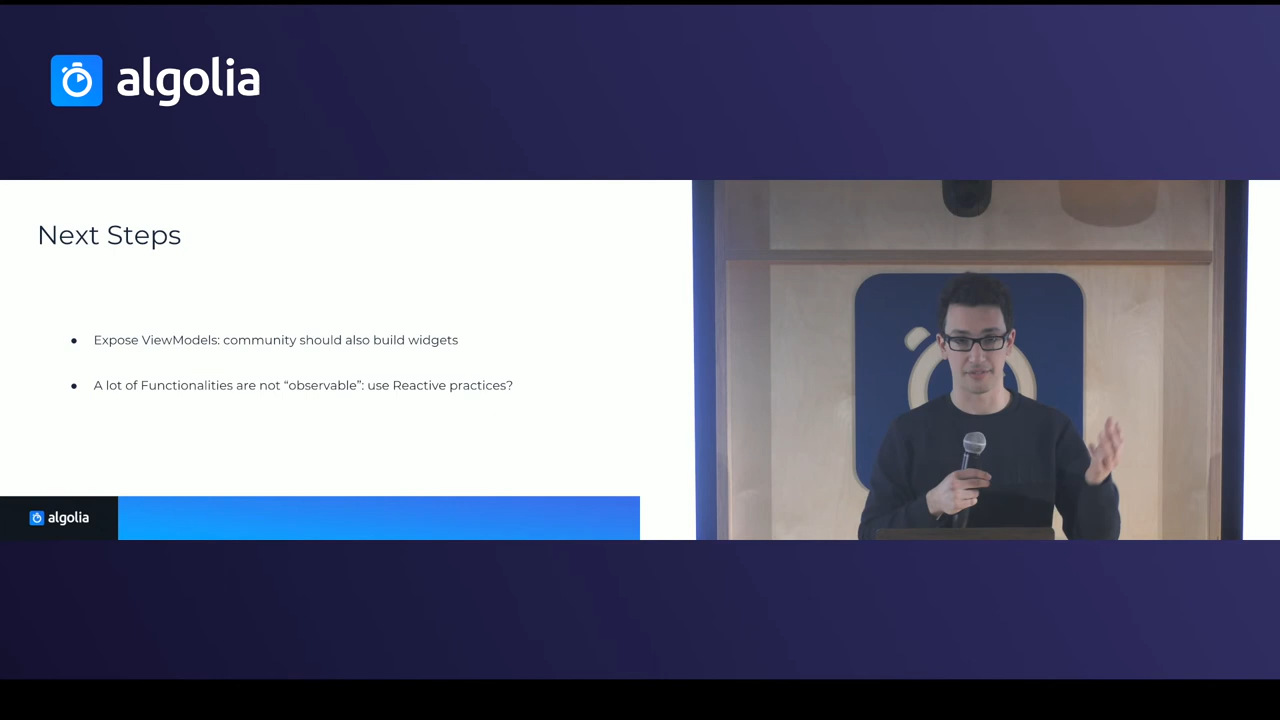 algolia
Next Steps
● Expose ViewModels: community should also build widgets
● A lot of Functionalities are not “observable”: use Reactive practices?
algolia